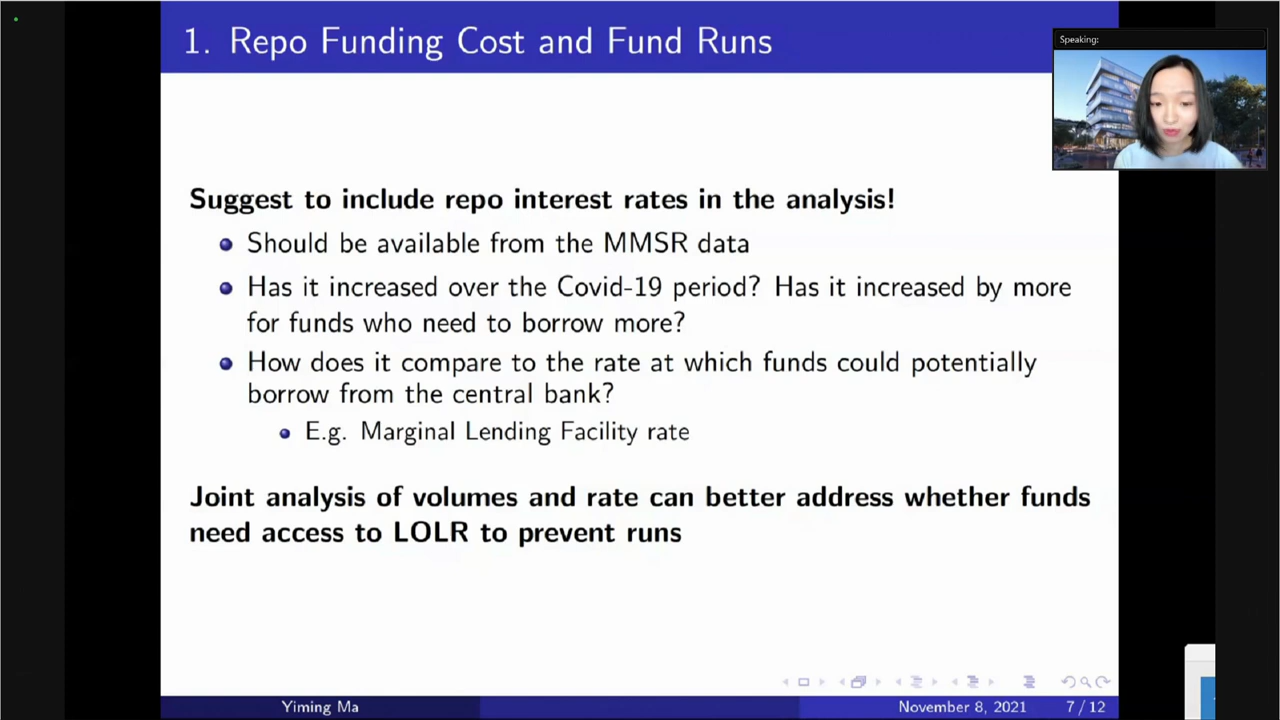 1. Repo Funding Cost and Fund Runs
Speaking:
Suggest to include repo interest rates in the analysis!
Should be available from the MMSR data
Has it increased over the Covid-19 period? Has it increased by more
for funds who need to borrow more?
How does it compare to the rate at which funds could potentially
borrow from the central bank?
E.g. Marginal Lending Facility rate
Joint analysis of volumes and rate can better address whether funds
need access to LOLR to prevent runs
Yiming Ma
November 8, 2021
7 / 12